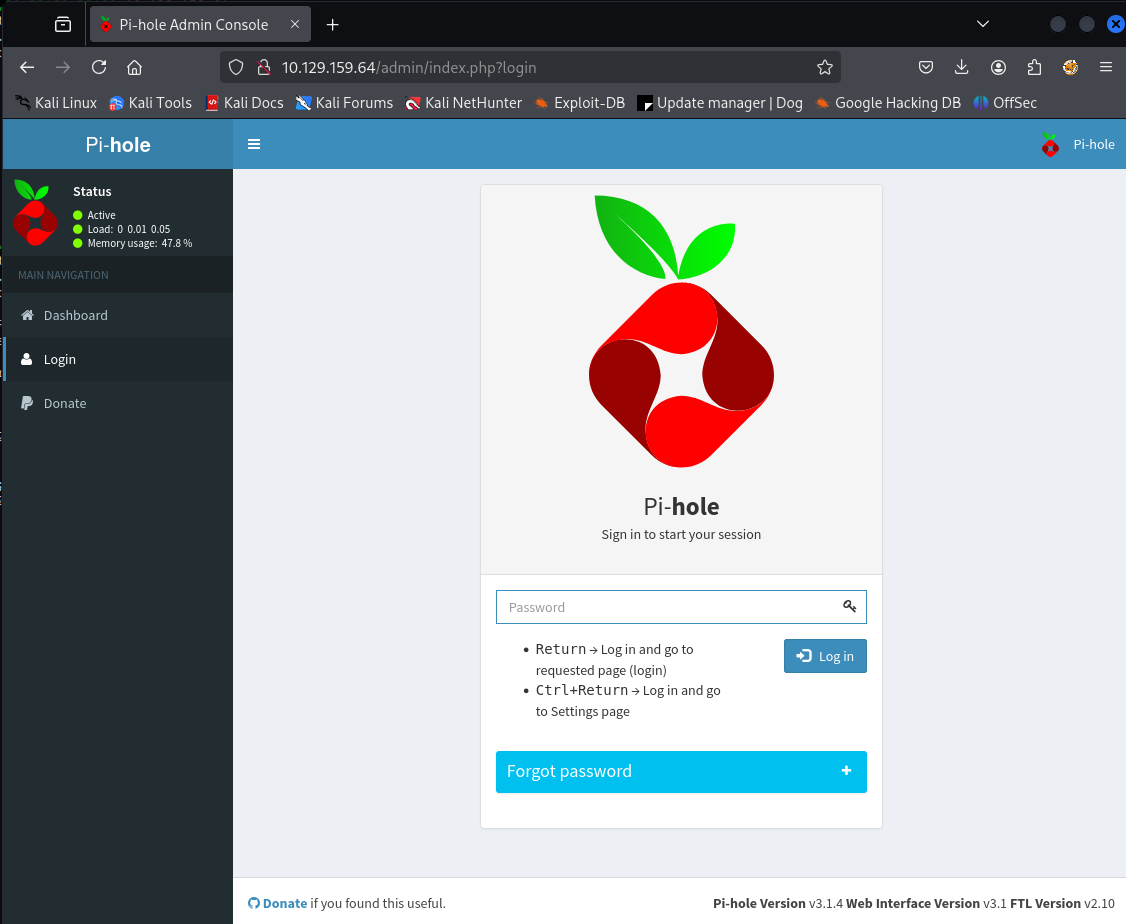 Pi-hole Admin Console
10.129.159.64/admin/index.php?login
Kali Linux Kali Tools Kali Docs Kali Forums Kali NetHunter Exploit-DB Update manager | Dog Google Hacking DB OffSec
Pi-hole
Pi-hole
Status
Active
Load: 0 0.01 0.05
Memory usage: 47.8 %
MAIN NAVIGATION
Dashboard
Login
Donate
Pi-hole
Sign in to start your session
Password
Return → Log in and go to
requested page (login)
Ctrl+Return → Log in and go
to Settings page
Log in
Forgot password
Donate if you found this useful.
Pi-hole Version v3.1.4 Web Interface Version v3.1 FTL Version v2.10